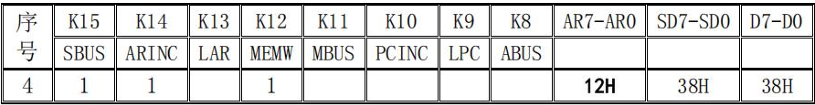 序号 K15 K14 K13 K12 K11 K10 K9 K8 AR7-AR0 SD7-SD0 D7-D0
SBUS ARINC LAR MEMW MBUS PCINC LPC ABUS
4 1 1 1 12H 38H 38H